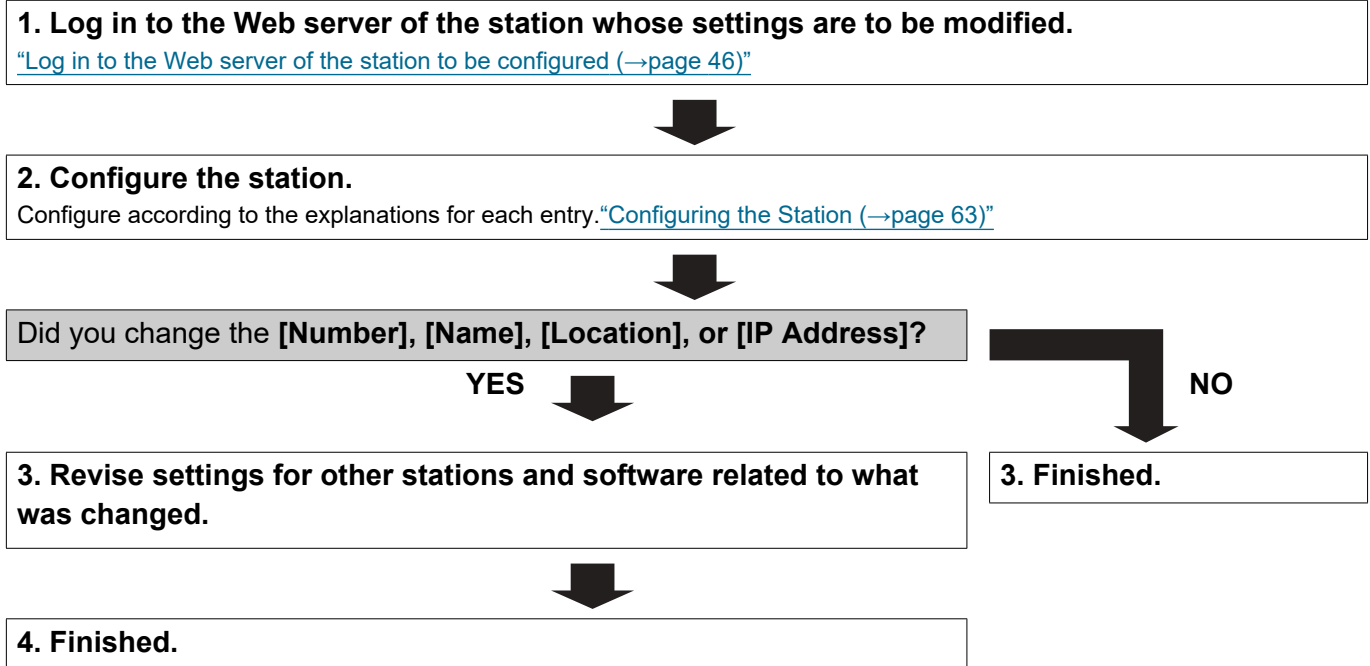 1. Log in to the Web server of the station whose settings are to be modified.
“Log in to the Web server of the station to be configured (→page 46)”
2. Configure the station.
Configure according to the explanations for each entry.“Configuring the Station (→page 63)”
Did you change the [Number], [Name], [Location], or [IP Address]?
YES
NO
3. Revise settings for other stations and software related to what
was changed.
3. Finished.
4. Finished.